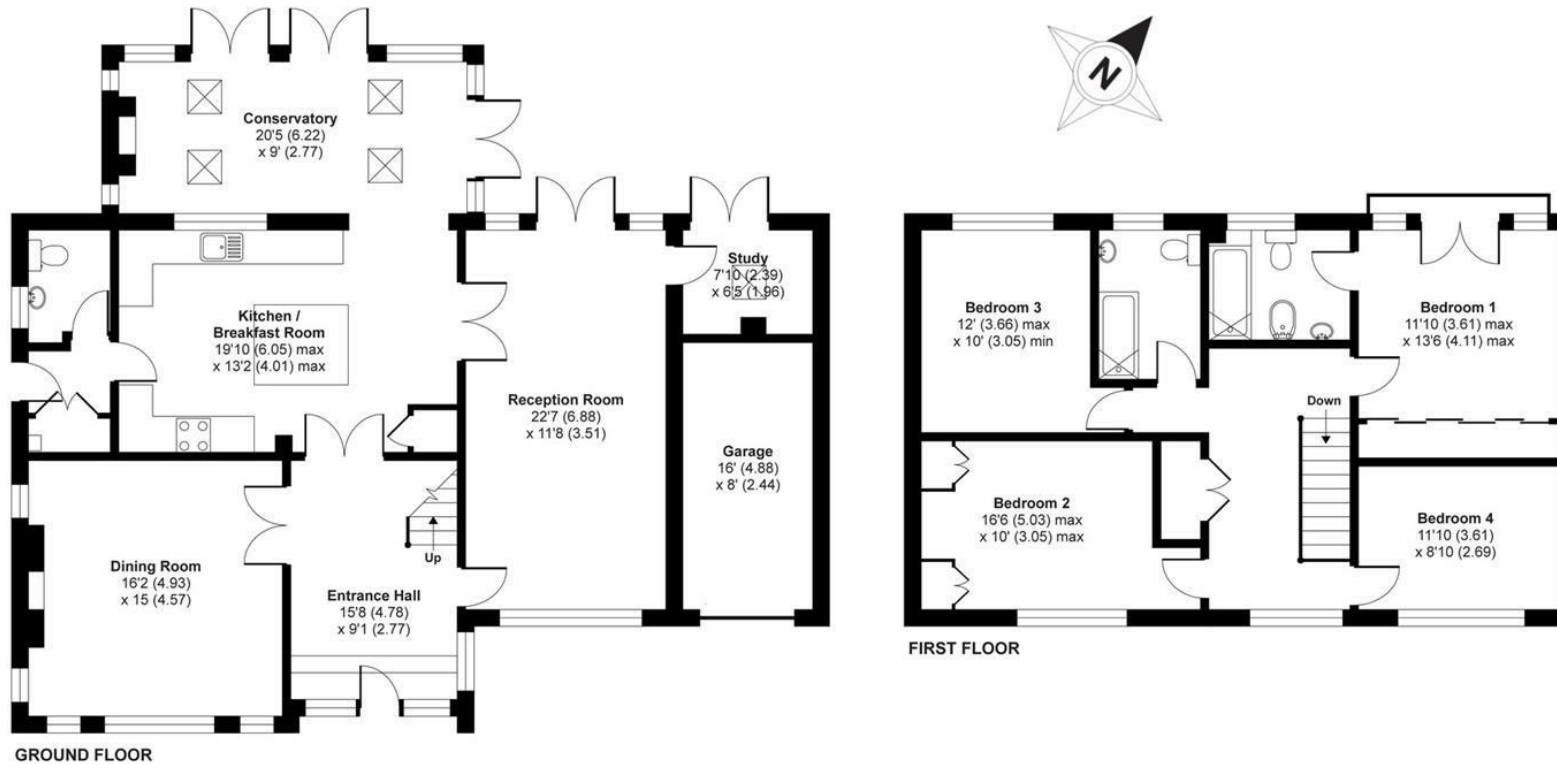 Conservatory
20'5 (6.22)
x 9' (2.77)
N
Study
7'10 (2.39)
x 6'5 (1.96)
Kitchen /
Breakfast Room
19'10 (6.05) max
x 13'2 (4.01) max
Reception Room
22'7 (6.88)
x 11'8 (3.51)
Garage
16' (4.88)
x 8' (2.44)
Up
Dining Room
16'2 (4.93)
x 15 (4.57)
Entrance Hall
15'8 (4.78)
x 9'1 (2.77)
GROUND FLOOR
Bedroom 3
12' (3.66) max
x 10' (3.05) min
Bedroom 1
11'10 (3.61) max
x 13'6 (4.11) max
Down
Bedroom 2
16'6 (5.03) max
x 10' (3.05) max
Bedroom 4
11'10 (3.61)
x 8'10 (2.69)
FIRST FLOOR